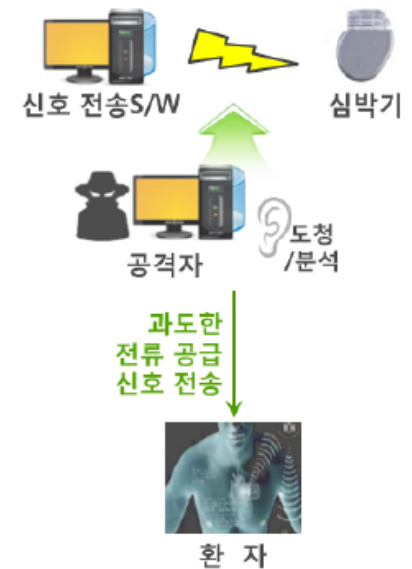 신호 전송S/W
심박기
공격자
도청
/분석
과도한
전류 공급
신호 전송
환 자